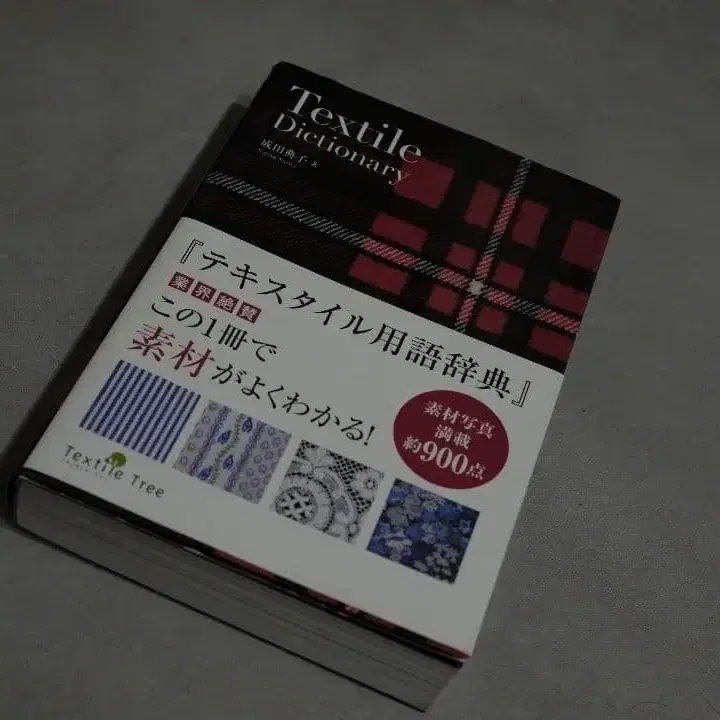 Textile
Dictionary
成田典子 著
『テキスタイル用語辞典』
業界絶賛
この1冊で
素材がよくわかる!
素材写真
満載
約900点
Textile Tree